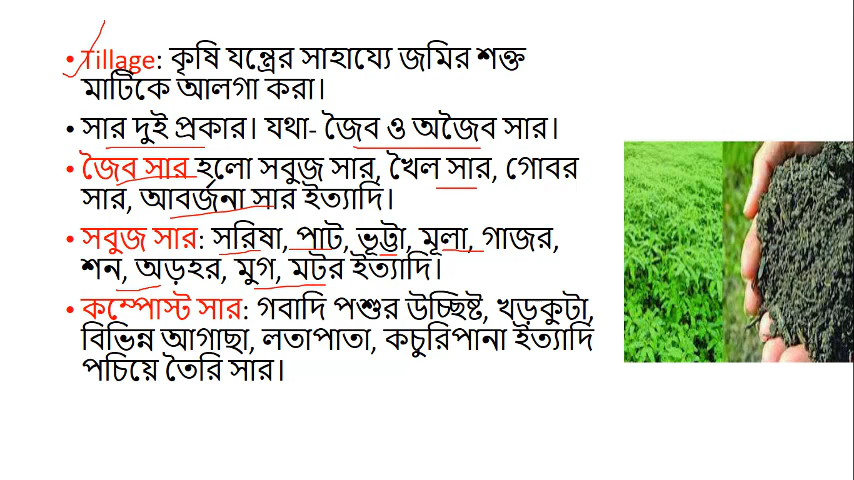 • Tillage: কৃষি যন্ত্রের সাহায্যে জমির শক্ত
মাটিকে আলগা করা।
• সার দুই প্রকার। যথা- জৈব ও অজৈব সার।
• জৈব সার হলো সবুজ সার, খৈল সার, গোবর
সার, আবর্জনা সার ইত্যাদি।
• সবুজ সার: সরিষা, পাট, ভূট্টা, মূলা, গাজর,
শন, অড়হর, মুগ, মটর ইত্যাদি।
• কম্পোস্ট সার: গবাদি পশুর উচ্ছিষ্ট, খড়কুটা,
বিভিন্ন আগাছা, লতাপাতা, কচুরিপানা ইত্যাদি
পচিয়ে তৈরি সার।